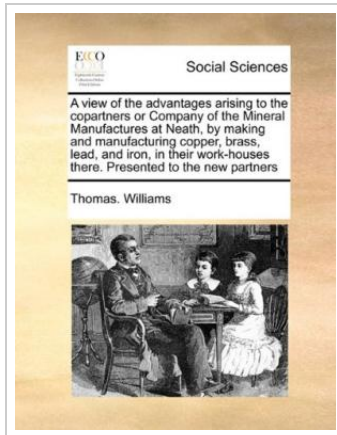 ECCO
Social Sciences
A view of the advantages arising to the
copartners or Company of the Mineral
Manufactures at Neath, by making
and manufacturing copper, brass,
lead, and iron, in their work-houses
there. Presented to the new partners
Thomas. Williams